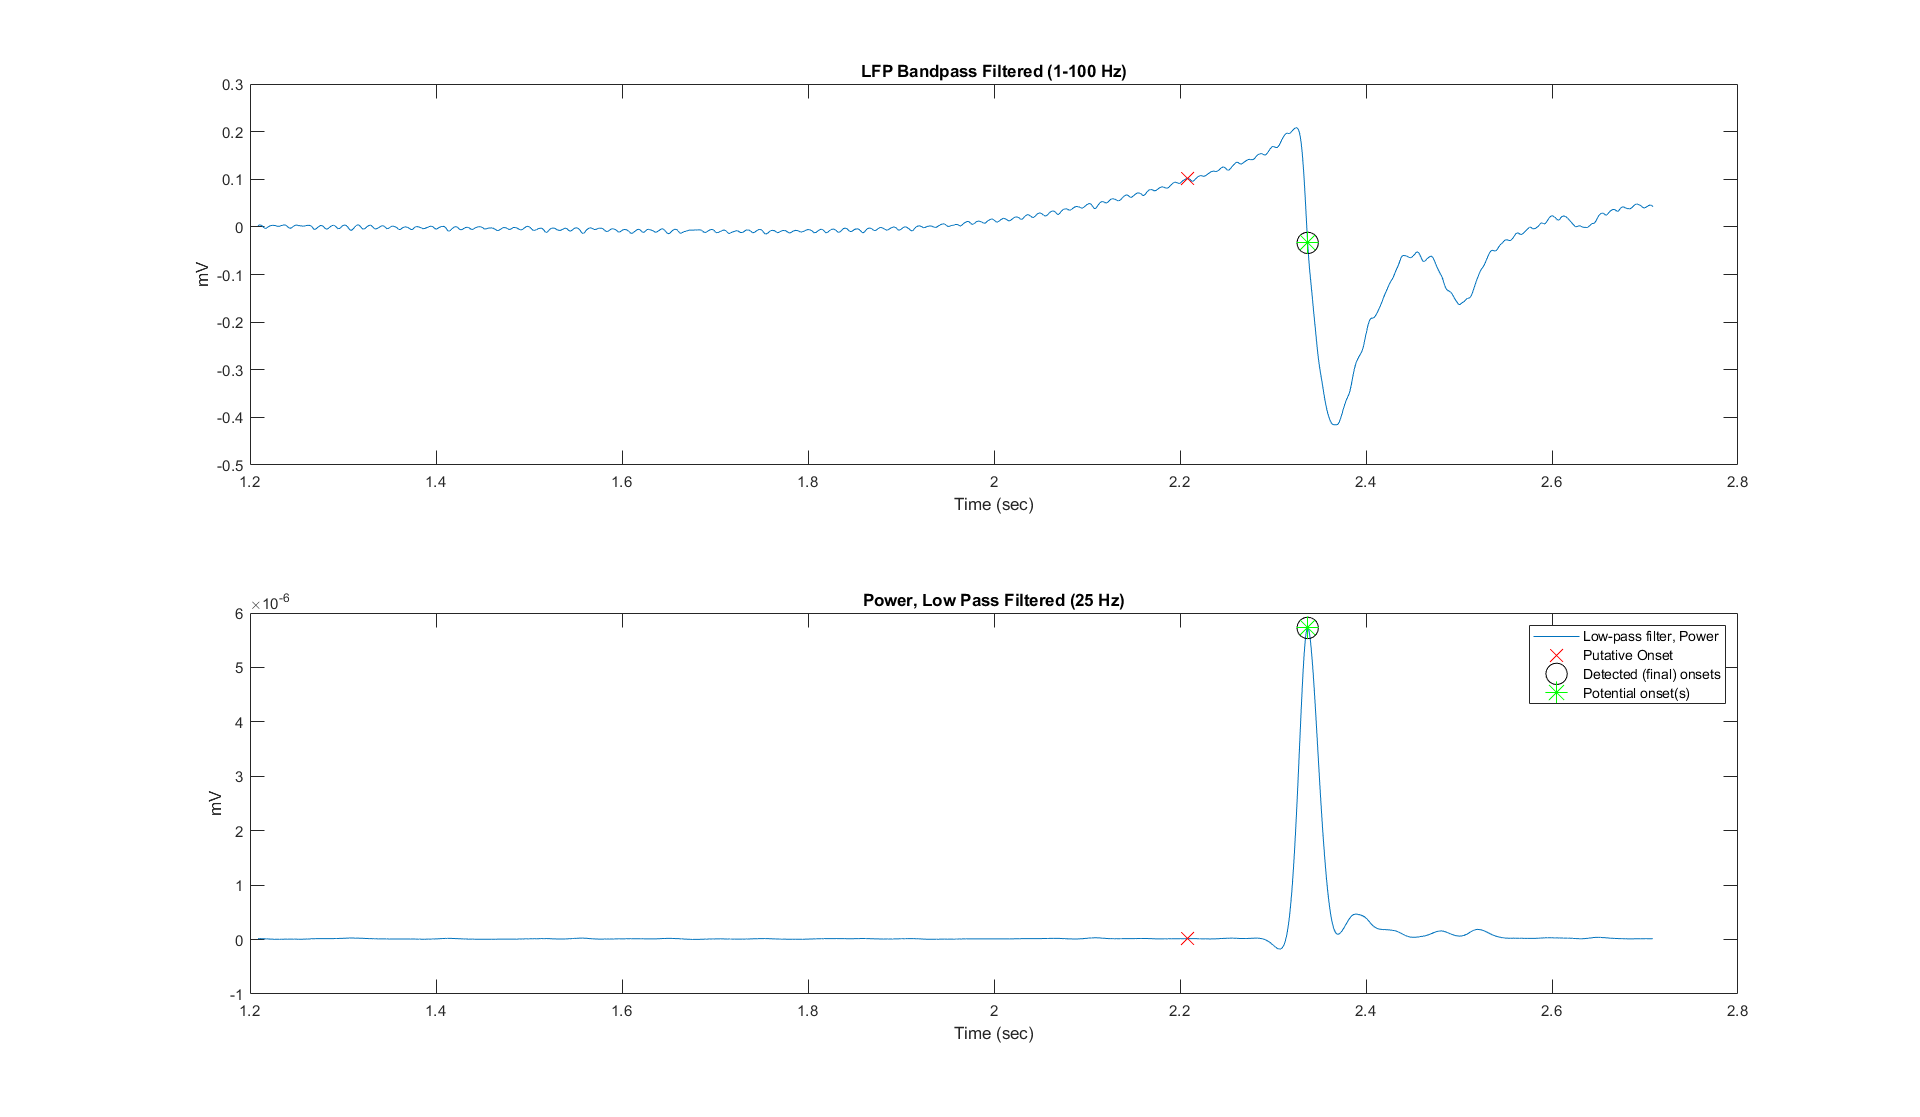 LFP Bandpass Filtered (1-100 Hz)
0.3
0.2
0.1
0
-0.1
-0.2
-0.3
-0.4
-0.5
mV
1.2 1.4 1.6 1.8 2 2.2 2.4 2.6 2.8
Time (sec)
Power, Low Pass Filtered (25 Hz)
×10-6
6
5
4
3
2
1
0
-1
mV
Low-pass filter, Power
Putative Onset
Detected (final) onsets
Potential onset(s)
1.2 1.4 1.6 1.8 2 2.2 2.4 2.6 2.8
Time (sec)